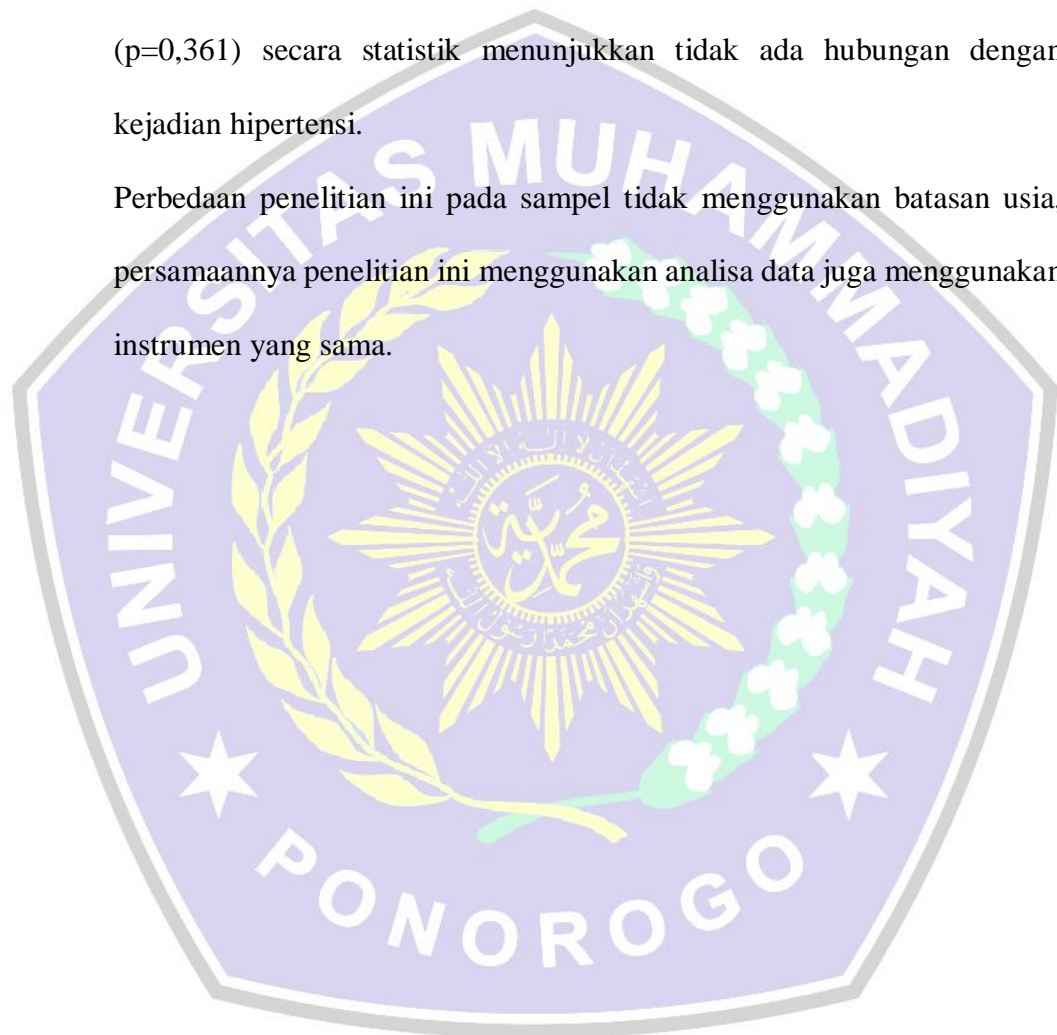 (p=0,361) secara statistik menunjukkan tidak ada hubungan dengan
kejadian hipertensi.
Perbedaan penelitian ini pada sampel tidak menggunakan batasan usia,
persamaannya penelitian ini menggunakan analisa data juga menggunakan
instrumen yang sama.
UNIVERSITAS MUHAMMADIYAH
محمدية
PONOROGO